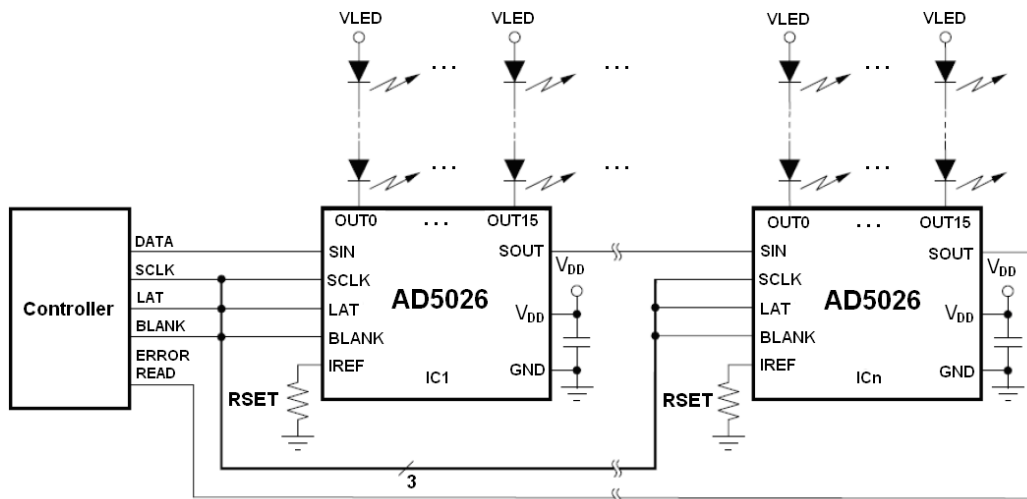 VLED VLED VLED VLED
... ... ... ...
... ... ... ...
OUT0 ... OUT15 OUT0 ... OUT15
DATA SIN SOUT SIN SOUT
SCLK SCLK VDD SCLK VDD
Controller LAT LAT AD5026 VDD LAT AD5026 VDD
BLANK BLANK BLANK
ERROR IREF GND IREF GND
READ IC1 ICn
RSET RSET
3